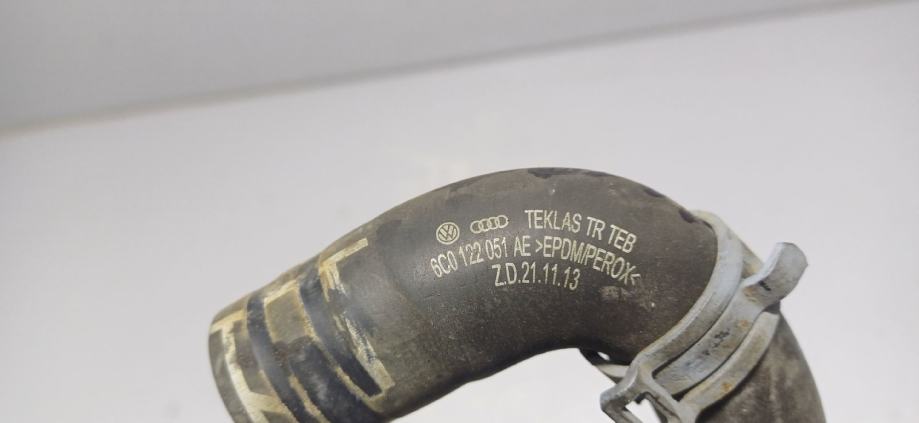 TEKLAS TR TEB
6C0 122 051 AE >EPDM/PEROX<
Z.D.21.11.13